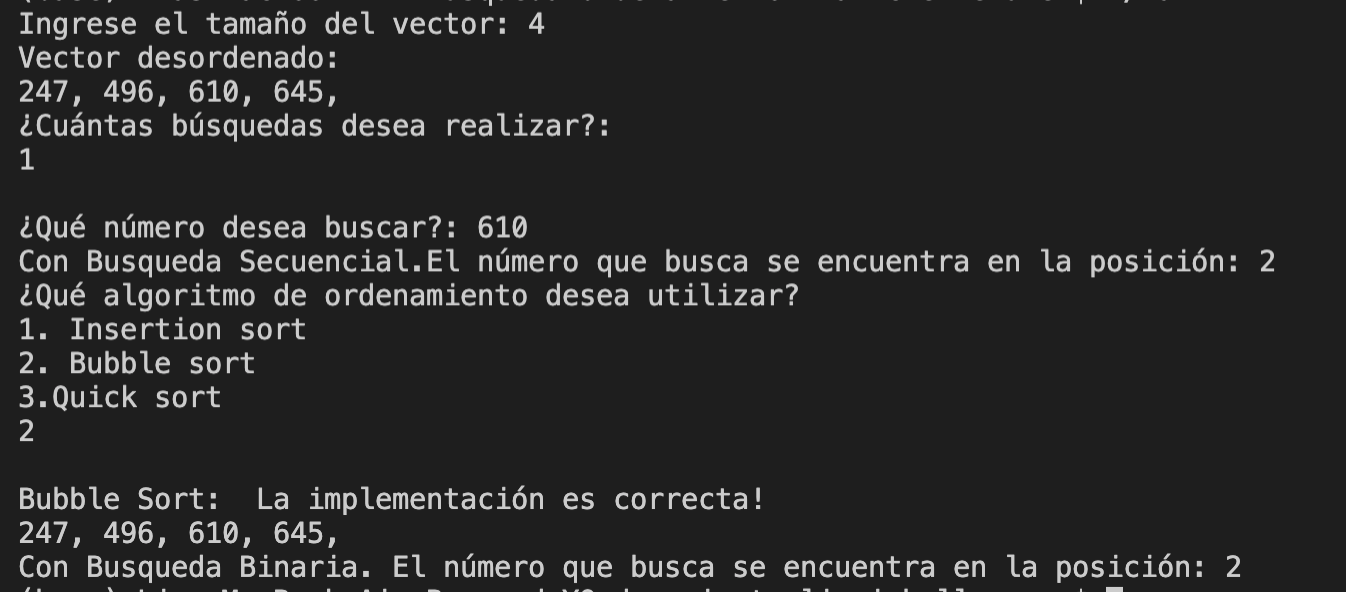 Ingrese el tamaño del vector: 4
Vector desordenado:
247, 496, 610, 645,
¿Cuántas búsquedas desea realizar?:
1
¿Qué número desea buscar?: 610
Con Busqueda Secuencial.El número que busca se encuentra en la posición: 2
¿Qué algoritmo de ordenamiento desea utilizar?
1. Insertion sort
2. Bubble sort
3.Quick sort
2
Bubble Sort:  La implementación es correcta!
247, 496, 610, 645,
Con Busqueda Binaria. El número que busca se encuentra en la posición: 2